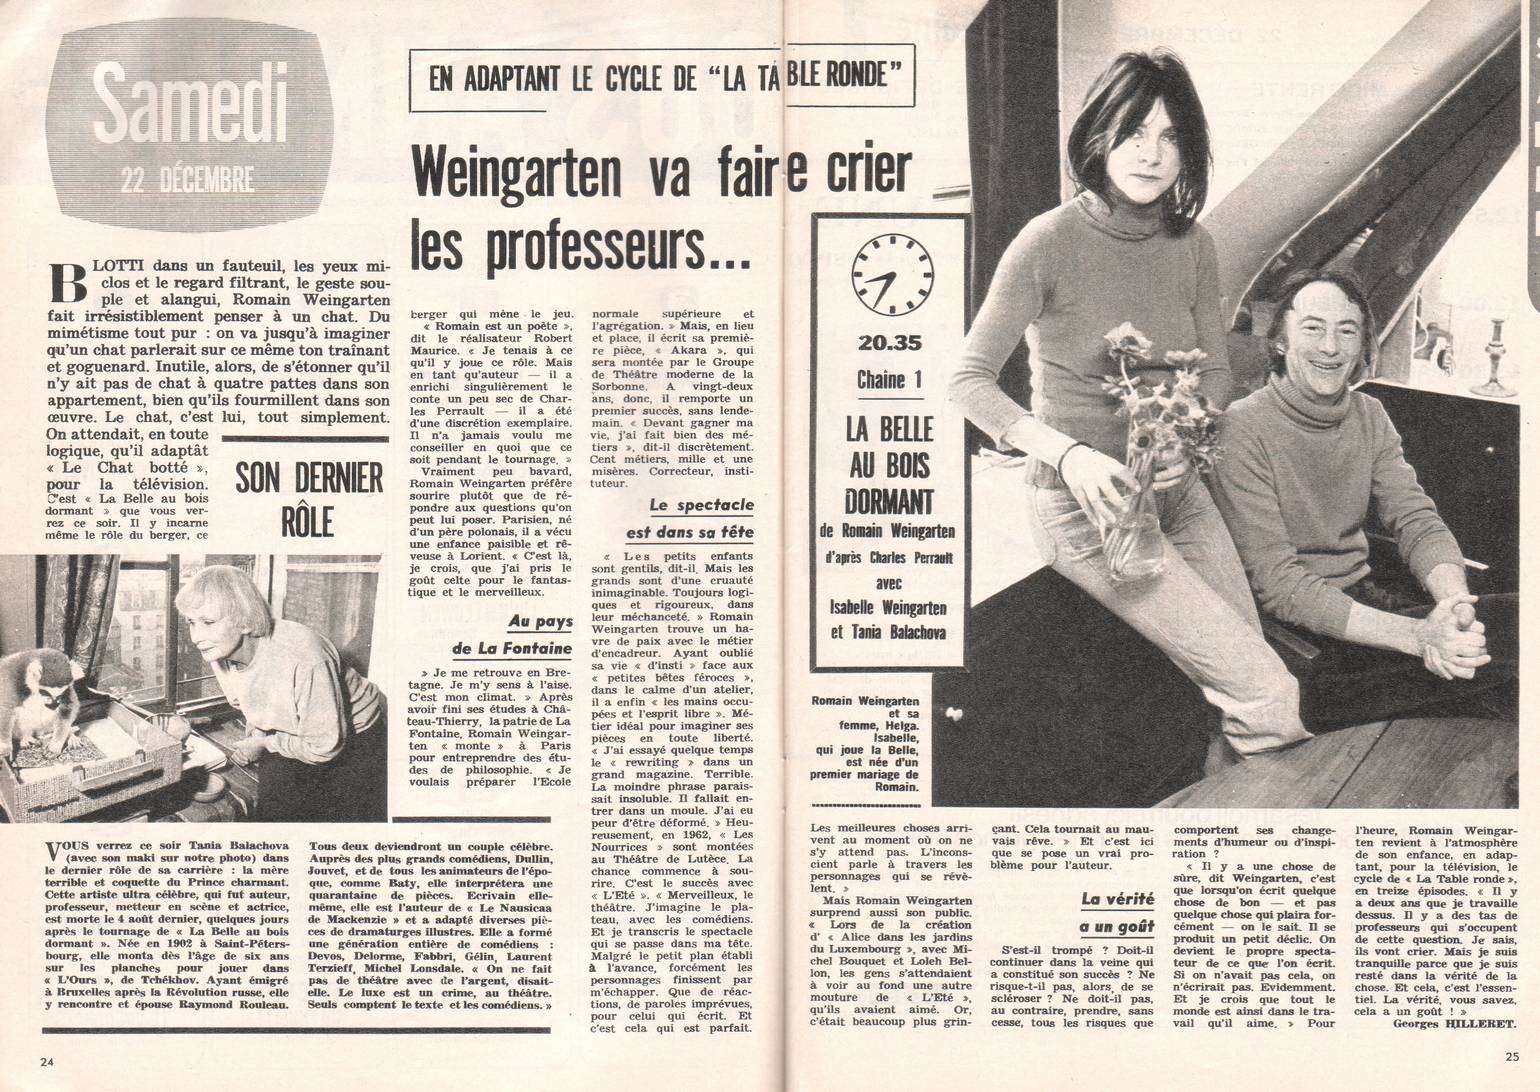 Samedi
22 DÉCEMBRE
EN ADAPTANT LE CYCLE DE "LA TABLE RONDE"
Weingarten va faire crier
les professeurs...
BLOTTI dans un fauteuil, les yeux mi-
clos et le regard filtrant, le geste sou-
ple et alangui, Romain Weingarten
fait irrésistiblement penser à un chat. Du
mimétisme tout pur : on va jusqu'à imaginer
qu'un chat parlerait sur ce même ton traînant
et goguenard. Inutile, alors, de s'étonner qu'il
n'y ait pas de chat à quatre pattes dans son
appartement, bien qu'ils fourmillent dans son
œuvre. Le chat, c'est lui, tout simplement.
On attendait, en toute
logique, qu'il adaptât
« Le Chat botté »,
pour la télévision.
C'est « La Belle au bois
dormant » que vous ver-
rez ce soir. Il y incarne
même le rôle du berger, ce
berger qui mène le jeu.
« Romain est un poète »,
dit le réalisateur Robert
Maurice. « Je tenais à ce
qu'il y joue ce rôle. Mais
en tant qu'auteur — il a
enrichi singulièrement le
conte un peu sec de Char-
les Perrault — il a été
d'une discrétion exemplaire.
Il n'a jamais voulu me
conseiller en quoi que ce
soit pendant le tournage. »
Vraiment peu bavard,
Romain Weingarten préfère
sourire plutôt que de ré-
pondre aux questions qu'on
peut lui poser. Parisien, né
d'un père polonais, il a vécu
une enfance paisible et rê-
veuse à Lorient. « C'est là,
je crois, que j'ai pris le
goût celte pour le fantas-
tique et le merveilleux.
Au pays
de La Fontaine
» Je me retrouve en Bre-
tagne. Je m'y sens à l'aise.
C'est mon climat. » Après
avoir fini ses études à Châ-
teau-Thierry, la patrie de La
Fontaine, Romain Weingar-
ten « monte » à Paris
pour entreprendre des étu-
des de philosophie. « Je
voulais préparer l'Ecole
normale supérieure et
l'agrégation. » Mais, en lieu
et place, il écrit sa premiè-
re pièce, « Akara », qui
sera montée par le Groupe
de Théâtre moderne de la
Sorbonne. A vingt-deux
ans, donc, il remporte un
premier succès, sans lende-
main. « Devant gagner ma
vie, j'ai fait bien des mé-
tiers », dit-il discrètement.
Cent métiers, mille et une
misères. Correcteur, insti-
tuteur.
Le spectacle
est dans sa tête
« Les petits enfants
sont gentils, dit-il. Mais les
grands sont d'une cruauté
inimaginable. Toujours logi-
ques et rigoureux, dans
leur méchanceté. » Romain
Weingarten trouve un ha-
vre de paix avec le métier
d'encadreur. Ayant oublié
sa vie « d'insti » face aux
« petites bêtes féroces »,
dans le calme d'un atelier,
il a enfin « les mains occu-
pées et l'esprit libre ». Mé-
tier idéal pour imaginer ses
pièces en toute liberté.
« J'ai essayé quelque temps
le « rewriting » dans un
grand magazine. Terrible.
La moindre phrase parais-
sait insoluble. Il fallait en-
trer dans un moule. J'ai eu
peur d'être déformé. » Heu-
reusement, en 1962, « Les
Nourrices » sont montées
au Théâtre de Lutèce. La
chance commence à sou-
rire. C'est le succès avec
« L'Eté ». « Merveilleux, le
théâtre. J'imagine le pla-
teau, avec les comédiens.
Et je transcris le spectacle
qui se passe dans ma tête.
Malgré le petit plan établi
à l'avance, forcément les
personnages finissent par
m'échapper. Que de réac-
tions, de paroles imprévues,
pour celui qui écrit. Et
c'est cela qui est parfait.
SON DERNIER
RÔLE
VOUS verrez ce soir Tania Balachova
(avec son maki sur notre photo) dans
le dernier rôle de sa carrière : la mère
terrible et coquette du Prince charmant.
Cette artiste ultra célèbre, qui fut auteur,
professeur, metteur en scène et actrice,
est morte le 4 août dernier, quelques jours
après le tournage de « La Belle au bois
dormant ». Née en 1902 à Saint-Péters-
bourg, elle monta dès l'âge de six ans
sur les planches pour jouer dans
« L'Ours », de Tchékhov. Ayant émigré
à Bruxelles après la Révolution russe, elle
y rencontre et épouse Raymond Rouleau.
Tous deux deviendront un couple célèbre.
Auprès des plus grands comédiens, Dullin,
Jouvet, et de tous les animateurs de l'épo-
que, comme Baty, elle interprétera une
quarantaine de pièces. Ecrivain elle-
même, elle est l'auteur de « Le Nausicaa
de Mackenzie » et a adapté diverses piè-
ces de dramaturges illustres. Elle a formé
une génération entière de comédiens :
Devos, Delorme, Fabbri, Gélin, Laurent
Terzieff, Michel Lonsdale. « On ne fait
pas de théâtre avec de l'argent, disait-
elle. Le luxe est un crime, au théâtre.
Seuls comptent le texte et les comédiens. »
24
20.35
Chaîne 1
LA BELLE
AU BOIS
DORMANT
de Romain Weingarten
d'après Charles Perrault
avec
Isabelle Weingarten
et Tania Balachova
Romain Weingarten
et sa
femme, Helga.
Isabelle,
qui joue la Belle,
est née d'un
premier mariage de
Romain.
Les meilleures choses arri-
vent au moment où on ne
s'y attend pas. L'incons-
cient parle à travers les
personnages qui se révè-
lent. »
Mais Romain Weingarten
surprend aussi son public.
« Lors de la création
d' « Alice dans les jardins
du Luxembourg », avec Mi-
chel Bouquet et Loleh Bel-
lon, les gens s'attendaient
à voir au fond une autre
mouture de « L'Eté »,
qu'ils avaient aimé. Or,
c'était beaucoup plus grin-
çant. Cela tournait au mau-
vais rêve. » Et c'est ici
que se pose un vrai pro-
blème pour l'auteur.
La vérité
a un goût
S'est-il trompé ? Doit-il
continuer dans la veine qui
a constitué son succès ? Ne
risque-t-il pas, alors, de se
scléroser ? Ne doit-il pas,
au contraire, prendre, sans
cesse, tous les risques que
comportent ses change-
ments d'humeur ou d'inspi-
ration ?
« Il y a une chose de
sûre, dit Weingarten, c'est
que lorsqu'on écrit quelque
chose de bon — et pas
quelque chose qui plaira for-
cément — on le sait. Il se
produit un petit déclic. On
devient le propre specta-
teur de ce que l'on écrit.
Si on n'avait pas cela, on
n'écrirait pas. Evidemment.
Et je crois que tout le
monde est ainsi dans le tra-
vail qu'il aime. » Pour
l'heure, Romain Weingar-
ten revient à l'atmosphère
de son enfance, en adap-
tant, pour la télévision, le
cycle de « La Table ronde »,
en treize épisodes. « Il y
a deux ans que je travaille
dessus. Il y a des tas de
professeurs qui s'occupent
de cette question. Je sais,
ils vont crier. Mais je suis
tranquille parce que je suis
resté dans la vérité de la
chose. Et cela, c'est l'essen-
tiel. La vérité, vous savez,
cela a un goût ! »
Georges HILLERET.
25